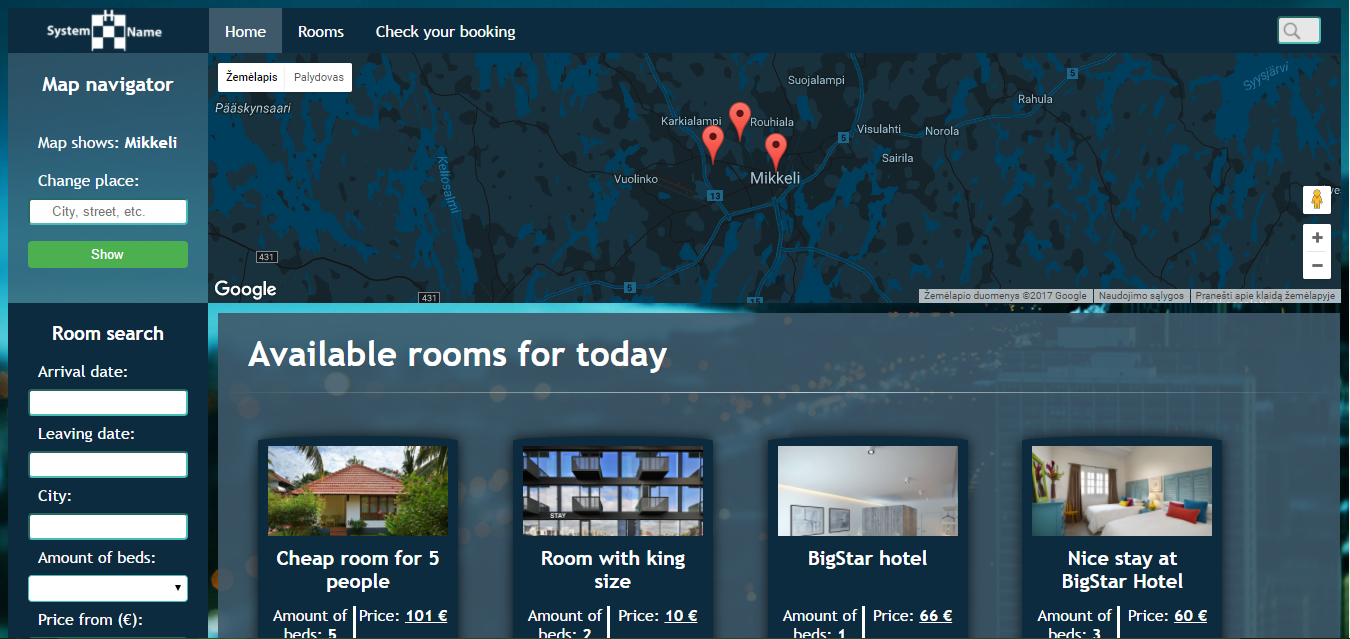 System Name
Home
Rooms
Check your booking
Map navigator
Map shows: Mikkeli
Change place:
City, street, etc.
Show
Žemėlapis
Palydovas
Pääskynsaari
Suojalampi
5
Syysjärvi
Rahula
Karkialampi
Rouhiala
Visulahti
Norola
5
Sairila
Kellosalmi
Vuolinko
Mikkeli
13
431
5
431
15
Google
Žemėlapio duomenys ©2017 Google
Naudojimo sąlygos
Pranešti apie klaidą žemėlapyje
Room search
Arrival date:
Leaving date:
City:
Amount of beds:
Price from (€):
Available rooms for today
Cheap room for 5
people
Amount of
beds: 5
Price: 101 €
STAY
Room with king
size
Amount of
beds: 2
Price: 10 €
BigStar hotel
Amount of
beds: 1
Price: 66 €
Nice stay at
BigStar Hotel
Amount of
beds: 3
Price: 60 €